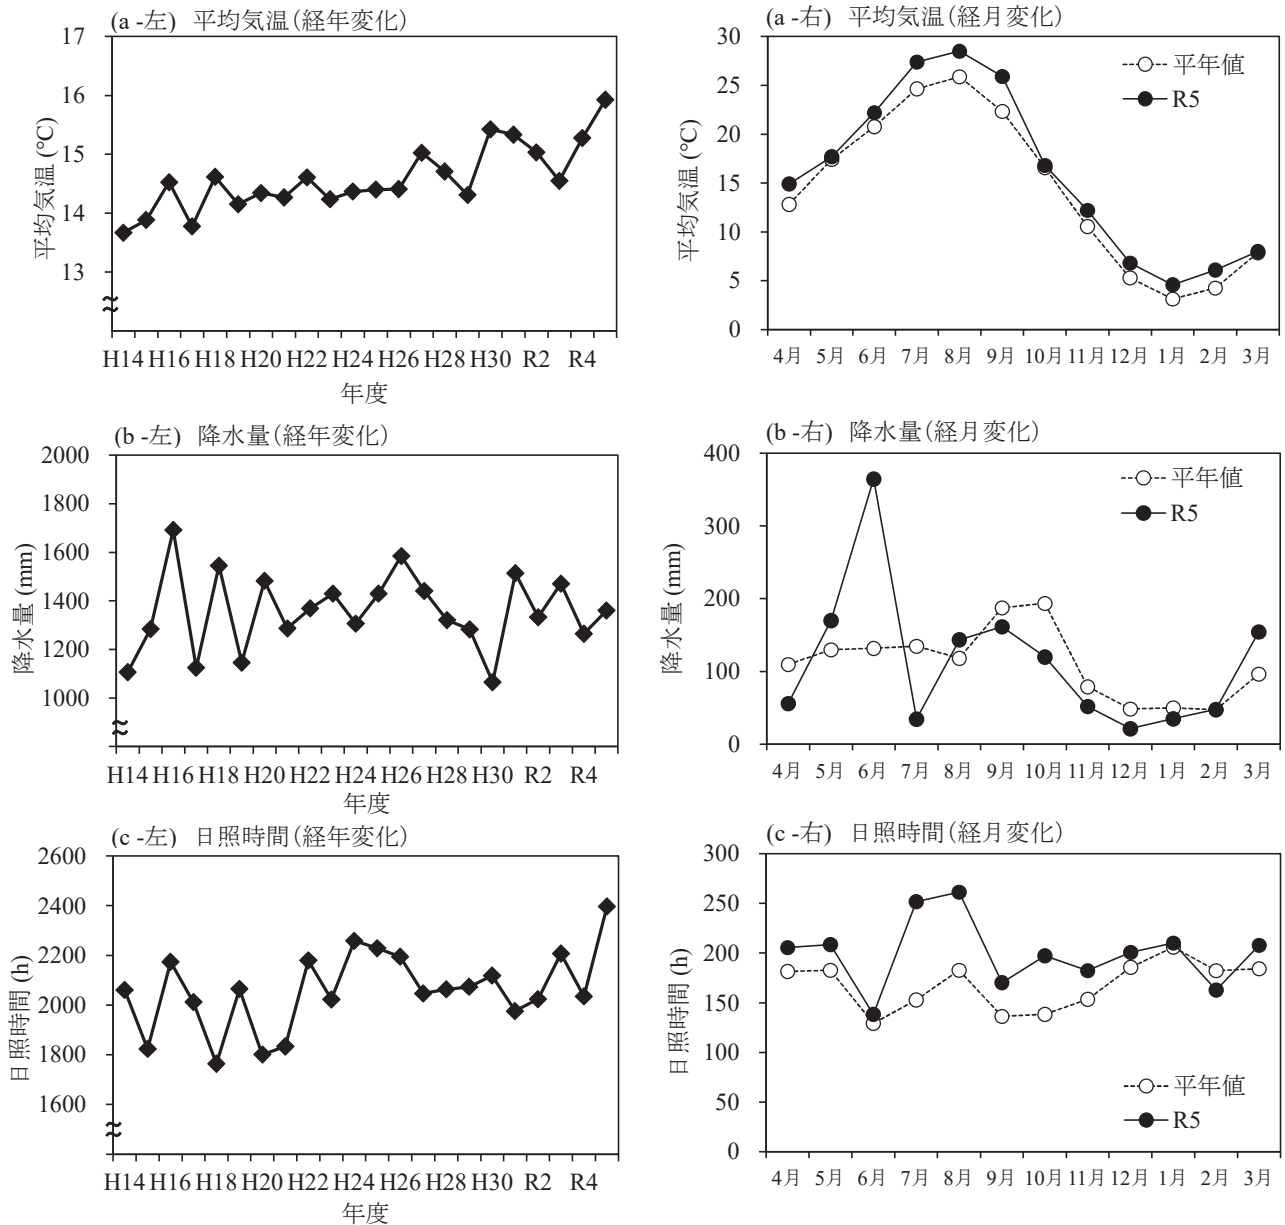 (a -左) 平均気温(経年変化)
17
16
15
14
13
平均気温 (°C)
H14 H16 H18 H20 H22 H24 H26 H28 H30 R2 R4
年度
(a -右) 平均気温(経月変化)
30
25
20
15
10
5
0
平均気温 (°C)
平年値
R5
4月 5月 6月 7月 8月 9月 10月 11月 12月 1月 2月 3月
(b -左) 降水量(経年変化)
2000
1800
1600
1400
1200
1000
降水量 (mm)
H14 H16 H18 H20 H22 H24 H26 H28 H30 R2 R4
年度
(b -右) 降水量(経月変化)
400
300
200
100
0
降水量 (mm)
平年値
R5
4月 5月 6月 7月 8月 9月 10月 11月 12月 1月 2月 3月
(c -左) 日照時間(経年変化)
2600
2400
2200
2000
1800
1600
日照時間 (h)
H14 H16 H18 H20 H22 H24 H26 H28 H30 R2 R4
年度
(c -右) 日照時間(経月変化)
300
250
200
150
100
50
0
日照時間 (h)
平年値
R5
4月 5月 6月 7月 8月 9月 10月 11月 12月 1月 2月 3月